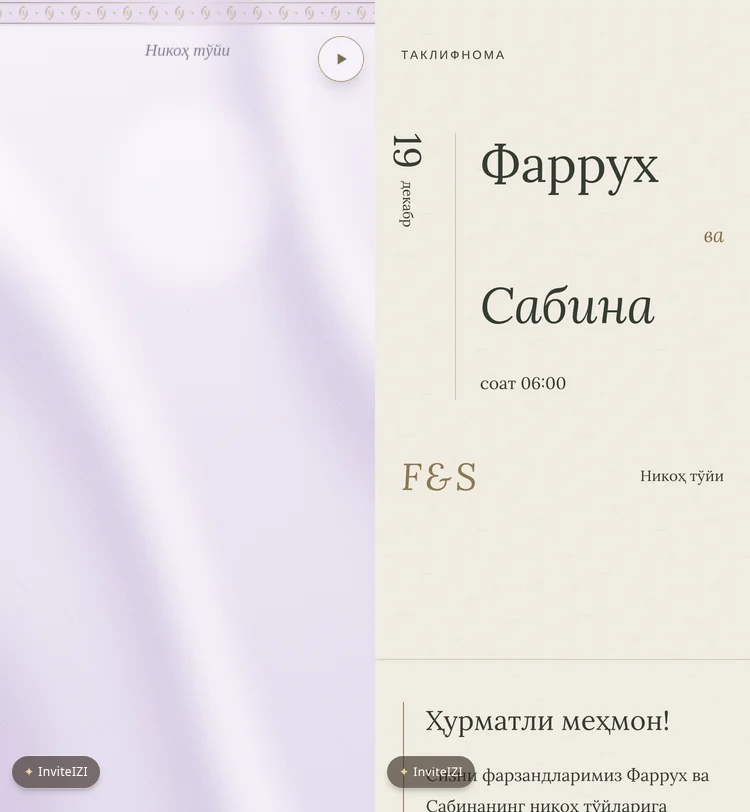 Никоҳ тўйи
✦ InviteIZI
ТАКЛИФНОМА
19 декабр
Фаррух
ва
Сабина
соат 06:00
F&S
Никоҳ тўйи
Ҳурматли меҳмон!
Сизни фарзандларимиз Фаррух ва
✦ InviteIZI
Сабинанинг никоҳ тўйларига